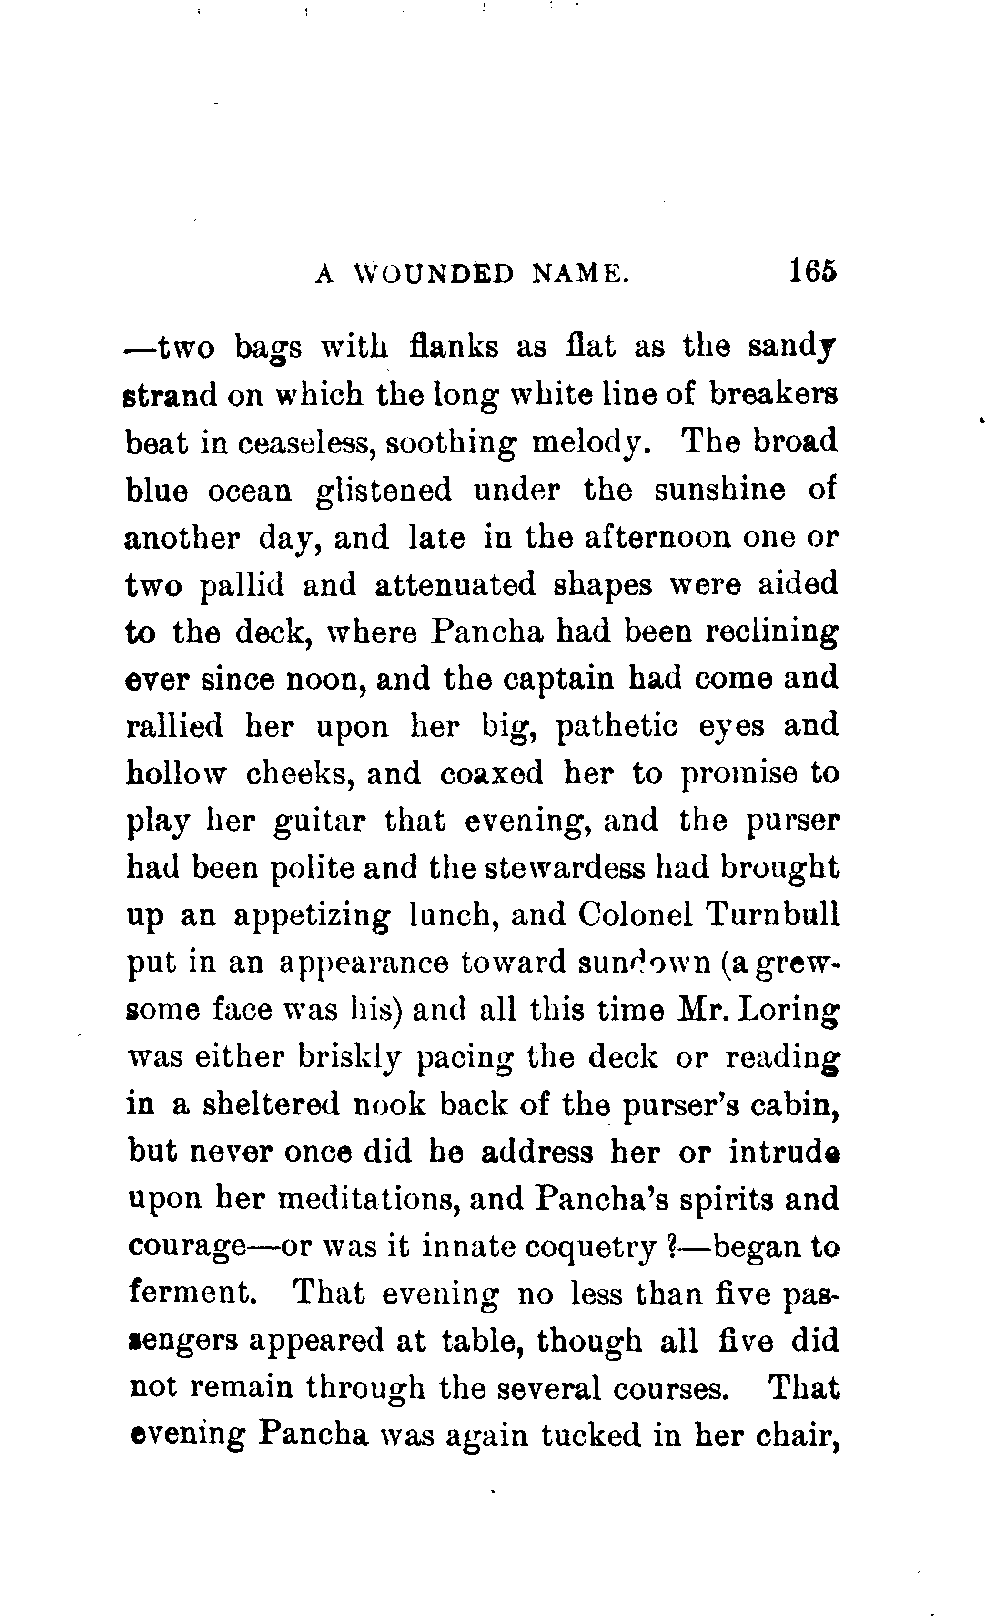 A WOUNDED NAME. 165
—two bags with flanks as flat as the sandy
strand on which the long white line of breakers
beat in ceaseless, soothing melody. The broad
blue ocean glistened under the sunshine of
another day, and late in the afternoon one or
two pallid and attenuated shapes were aided
to the deck, where Pancha had been reclining
ever since noon, and the captain had come and
rallied her upon her big, pathetic eyes and
hollow cheeks, and coaxed her to promise to
play her guitar that evening, and the purser
had been polite and the stewardess had brought
up an appetizing lunch, and Colonel Turnbull
put in an appearance toward sundown (a grew-
some face was his) and all this time Mr. Loring
was either briskly pacing the deck or reading
in a sheltered nook back of the purser's cabin,
but never once did he address her or intrude
upon her meditations, and Pancha's spirits and
courage—or was it innate coquetry ?—began to
ferment. That evening no less than five pas-
sengers appeared at table, though all five did
not remain through the several courses. That
evening Pancha was again tucked in her chair,